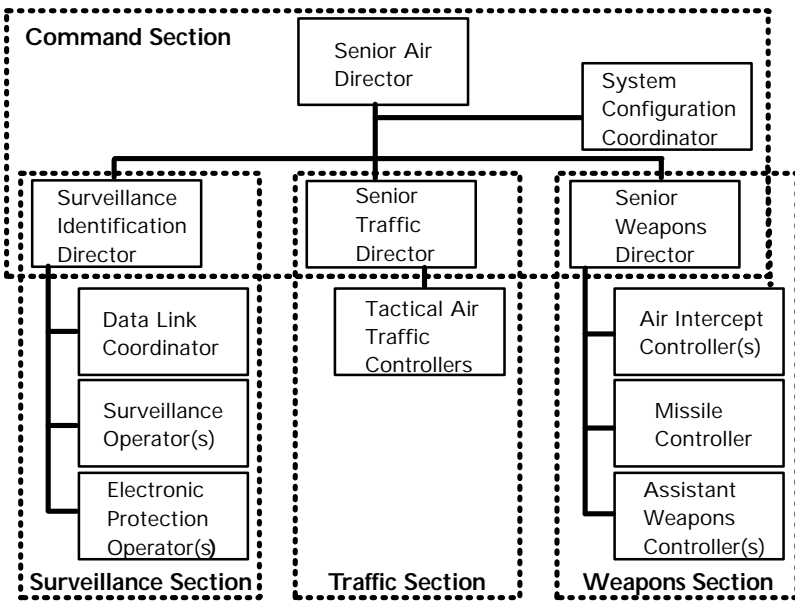 Command Section
Senior Air
Director
System
Configuration
Coordinator
Surveillance
Identification
Director
Senior
Traffic
Director
Senior
Weapons
Director
Data Link
Coordinator
Surveillance
Operator(s)
Electronic
Protection
Operator(s)
Tactical Air
Traffic
Controllers
Air Intercept
Controller(s)
Missile
Controller
Assistant
Weapons
Controller(s)
Surveillance Section
Traffic Section
Weapons Section